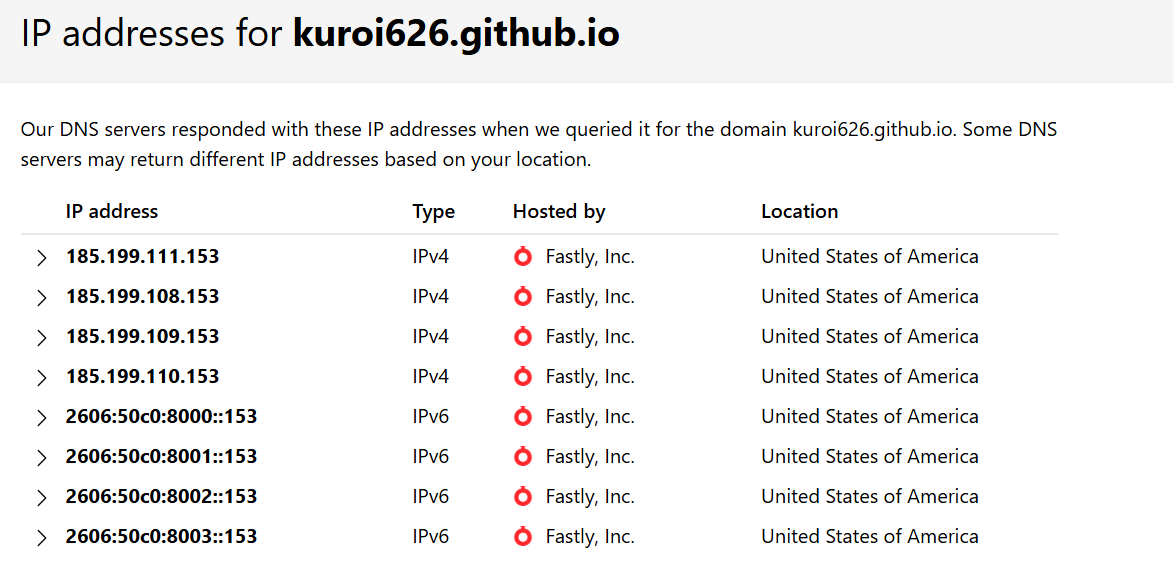 IP addresses for kuroi626.github.io
Our DNS servers responded with these IP addresses when we queried it for the domain kuroi626.github.io. Some DNS
servers may return different IP addresses based on your location.
IP address Type Hosted by Location
185.199.111.153 IPv4 Fastly, Inc. United States of America
185.199.108.153 IPv4 Fastly, Inc. United States of America
185.199.109.153 IPv4 Fastly, Inc. United States of America
185.199.110.153 IPv4 Fastly, Inc. United States of America
2606:50c0:8000::153 IPv6 Fastly, Inc. United States of America
2606:50c0:8001::153 IPv6 Fastly, Inc. United States of America
2606:50c0:8002::153 IPv6 Fastly, Inc. United States of America
2606:50c0:8003::153 IPv6 Fastly, Inc. United States of America